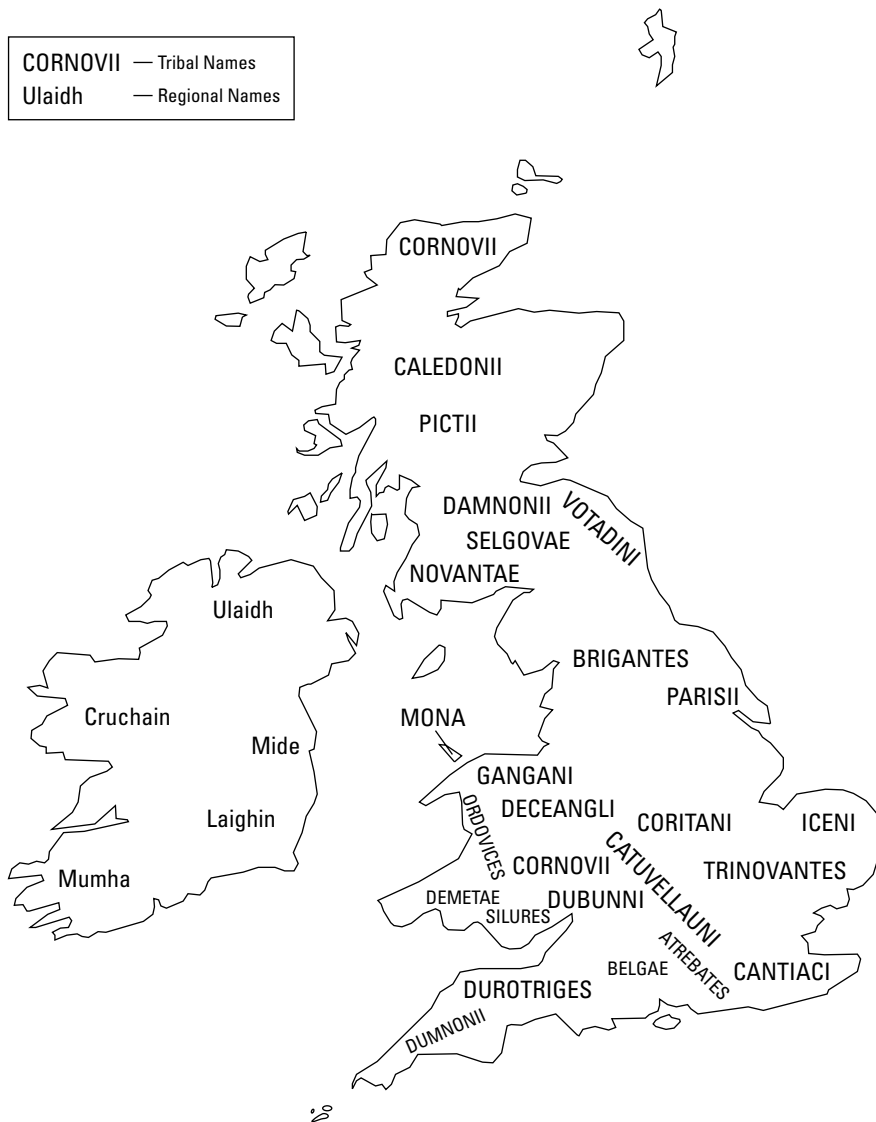 CORNOVII — Tribal Names
Ulaidh — Regional Names
CORNOVII
CALEDONII
PICTII
DAMNONII
VOTADINI
SELGOVAE
NOVANTAE
Ulaidh
BRIGANTES
PARISII
Cruchain
MONA
Mide
GANGANI
ORDOVICES
DECEANGLI
Laighin
CORITANI
ICENI
CORNOVII
CATUVELLAUNI
TRINOVANTES
Mumha
DEMETAE
DUBUNNI
SILURES
ATREBATES
BELGAE
CANTIACI
DUROTRIGES
DUMNONII